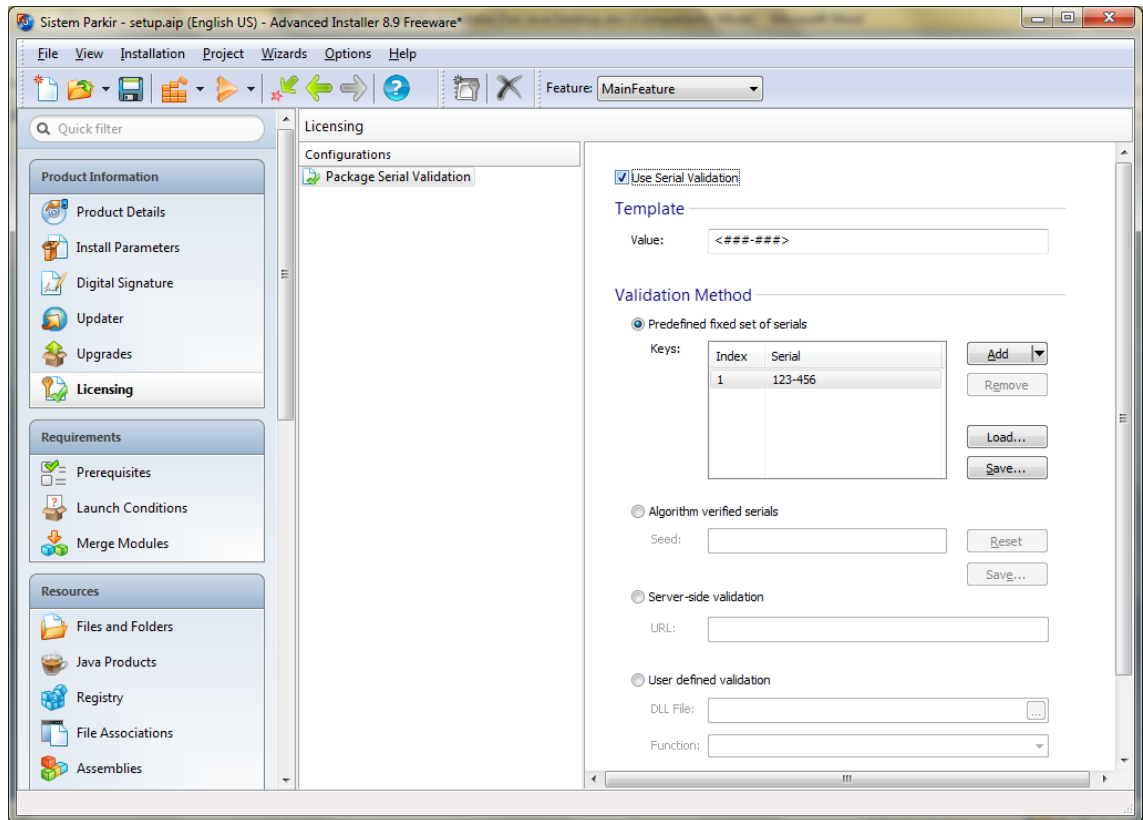 Sistem Parkir - setup.aip (English US) - Advanced Installer 8.9 Freeware*
File View Installation Project Wizards Options Help
Feature: MainFeature
Quick filter
Product Information
Product Details
Install Parameters
Digital Signature
Updater
Upgrades
Licensing
Requirements
Prerequisites
Launch Conditions
Merge Modules
Resources
Files and Folders
Java Products
Registry
File Associations
Assemblies
Licensing
Configurations
Package Serial Validation
Use Serial Validation
Template
Value: <###-###>
Validation Method
Predefined fixed set of serials
Keys:
Index Serial
1 123-456
Add
Remove
Load...
Save...
Algorithm verified serials
Seed:
Reset
Save...
Server-side validation
URL:
User defined validation
DLL File:
...
Function: